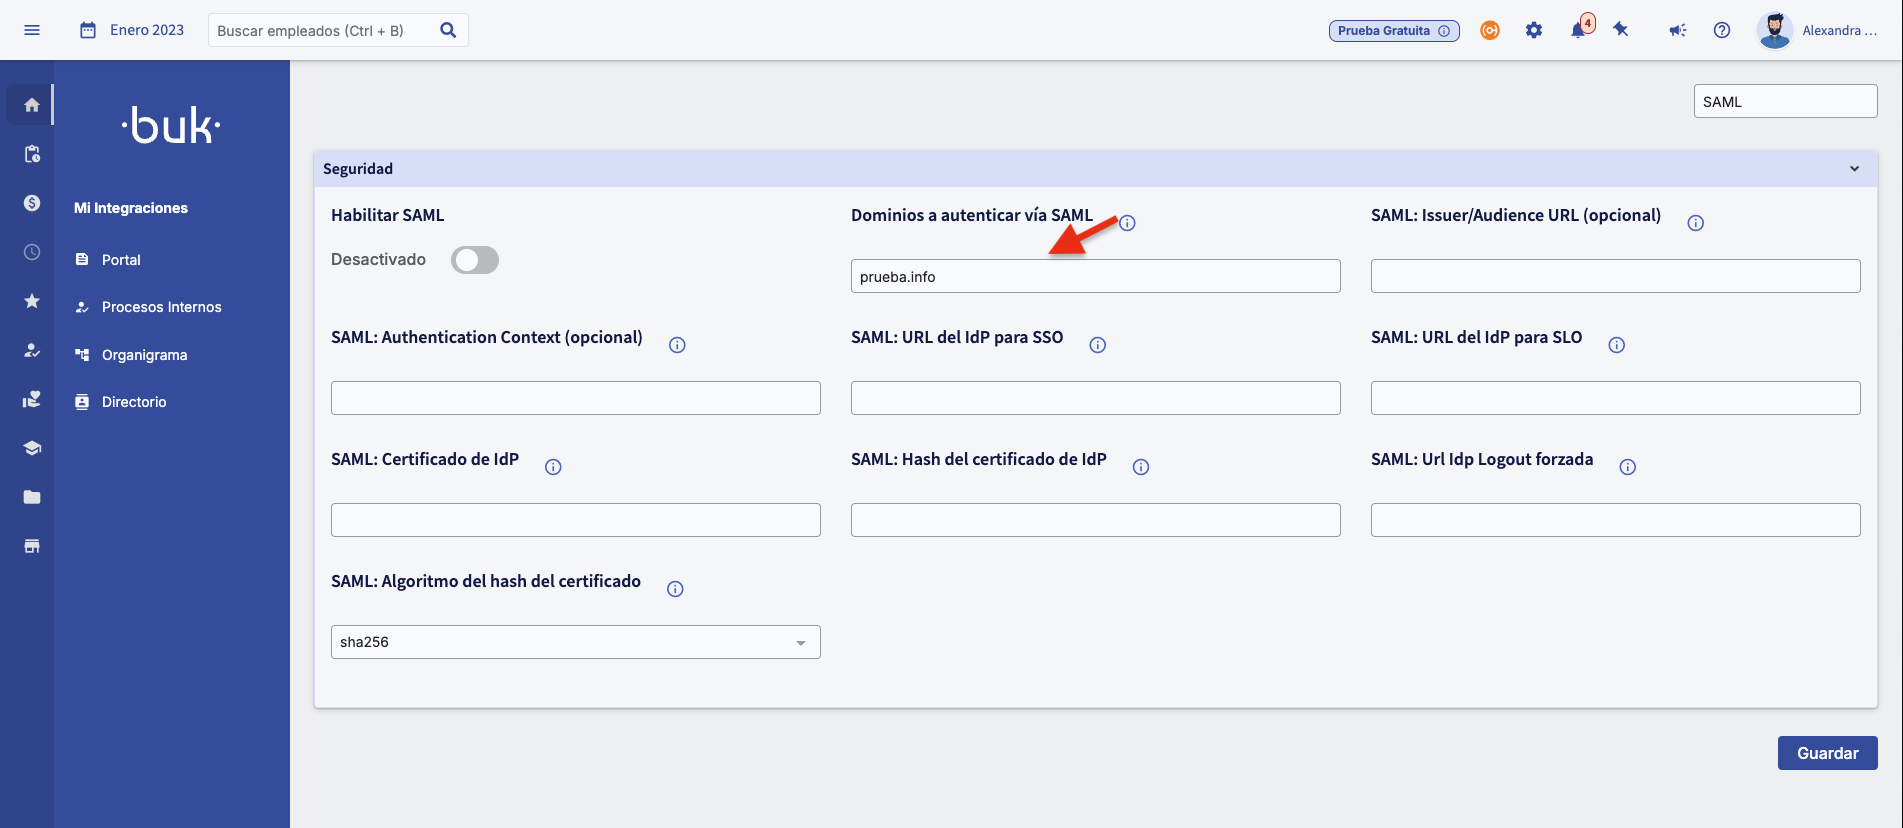 Enero 2023
Buscar empleados (Ctrl + B)
Prueba Gratuita
4
Alexandra ...
·buk·
Mi Integraciones
Portal
Procesos Internos
Organigrama
Directorio
SAML
Seguridad
Habilitar SAML
Desactivado
Dominios a autenticar vía SAML
prueba.info
SAML: Issuer/Audience URL (opcional)
SAML: Authentication Context (opcional)
SAML: URL del IdP para SSO
SAML: URL del IdP para SLO
SAML: Certificado de IdP
SAML: Hash del certificado de IdP
SAML: Url Idp Logout forzada
SAML: Algoritmo del hash del certificado
sha256
Guardar